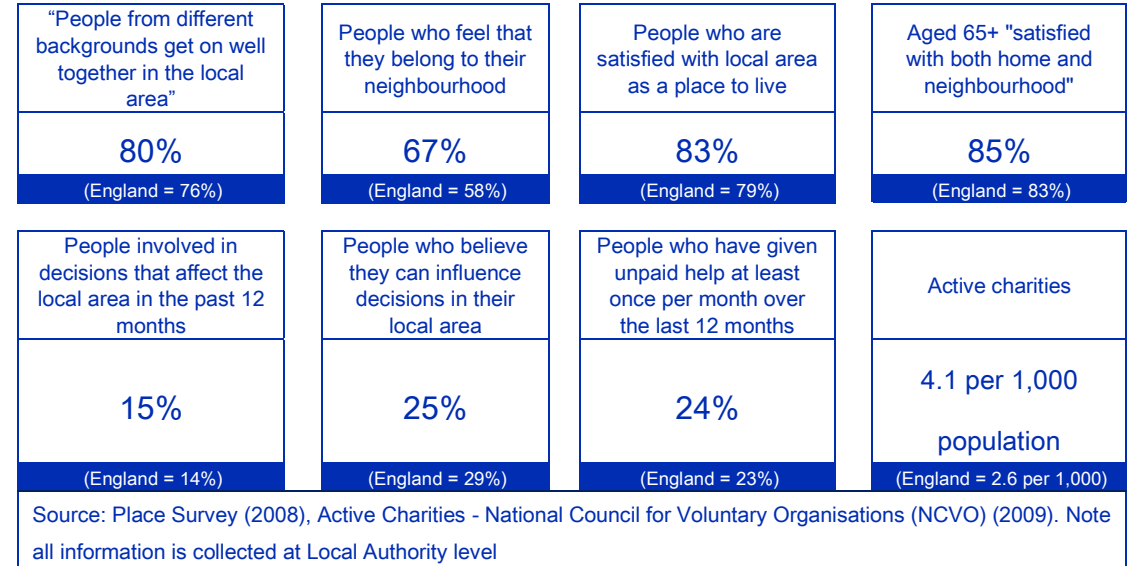 “People from different
backgrounds get on well
together in the local
area”
80%
(England = 76%)
People who feel that
they belong to their
neighbourhood
67%
(England = 58%)
People who are
satisfied with local area
as a place to live
83%
(England = 79%)
Aged 65+ "satisfied
with both home and
neighbourhood"
85%
(England = 83%)
People involved in
decisions that affect the
local area in the past 12
months
15%
(England = 14%)
People who believe
they can influence
decisions in their
local area
25%
(England = 29%)
People who have given
unpaid help at least
once per month over
the last 12 months
24%
(England = 23%)
Active charities
4.1 per 1,000
population
(England = 2.6 per 1,000)
Source: Place Survey (2008), Active Charities - National Council for Voluntary Organisations (NCVO) (2009). Note
all information is collected at Local Authority level